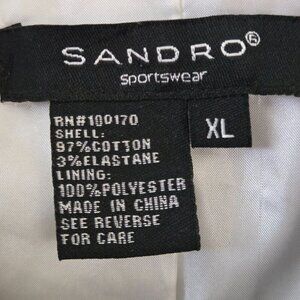 SANDRO®
Sportswear
XL
RN#100170
SHELL:
97%COTTON
3%ELASTANE
LINING:
100%POLYESTER
MADE IN CHINA
SEE REVERSE
FOR CARE